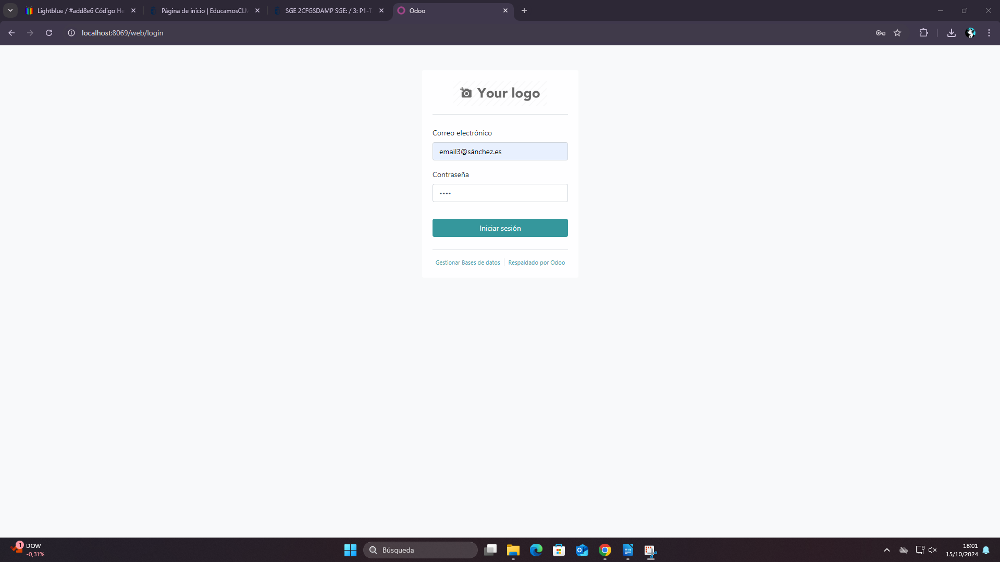 Lightblue / #add8e6 Código He
Página de inicio | EducamosCLM
SGE 2CFGSDAMP SGE: / 3: P1-T
Odoo
localhost:8069/web/login
Your logo
Correo electrónico
email3@sánchez.es
Contraseña
••••
Iniciar sesión
Gestionar Bases de datos
Respaldado por Odoo
1
DOW
-0,31%
Búsqueda
18:01
15/10/2024